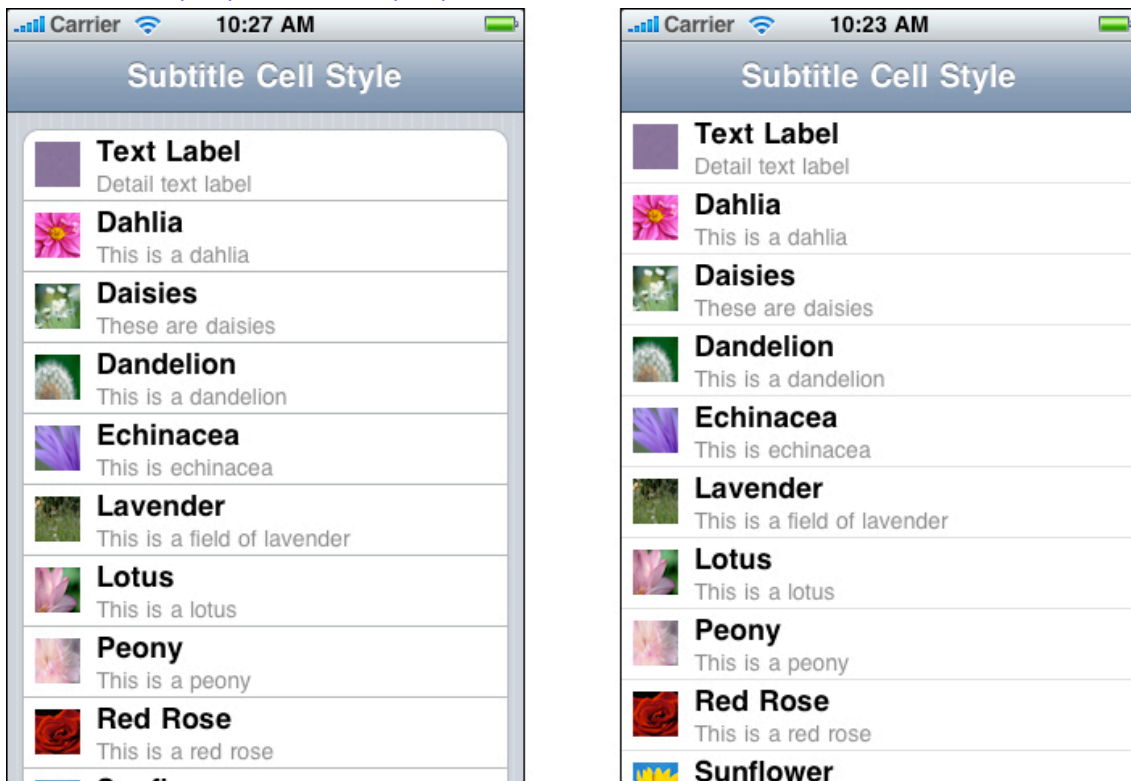 Carrier 10:27 AM
Subtitle Cell Style
Text Label
Detail text label
Dahlia
This is a dahlia
Daisies
These are daisies
Dandelion
This is a dandelion
Echinacea
This is echinacea
Lavender
This is a field of lavender
Lotus
This is a lotus
Peony
This is a peony
Red Rose
This is a red rose
Carrier 10:23 AM
Subtitle Cell Style
Text Label
Detail text label
Dahlia
This is a dahlia
Daisies
These are daisies
Dandelion
This is a dandelion
Echinacea
This is echinacea
Lavender
This is a field of lavender
Lotus
This is a lotus
Peony
This is a peony
Red Rose
This is a red rose
Sunflower